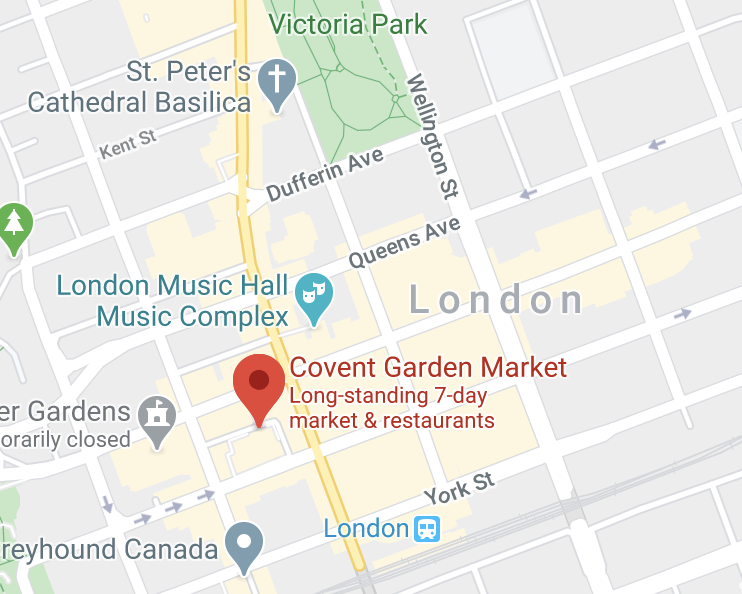 Victoria Park
St. Peter's
Cathedral Basilica
Wellington St
Kent St
Dufferin Ave
Queens Ave
London Music Hall
Music Complex
London
Covent Garden Market
Long-standing 7-day
market & restaurants
er Gardens
orarily closed
York St
London
reyhound Canada